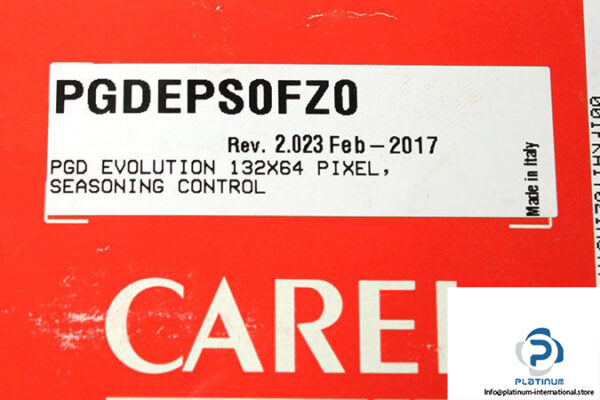 PGDEPS0FZ0
Rev. 2.023 Feb-2017
PGD EVOLUTION 132X64 PIXEL,
SEASONING CONTROL
Made in Italy
CAREL
PLATINUM
Info@platinum-international.store